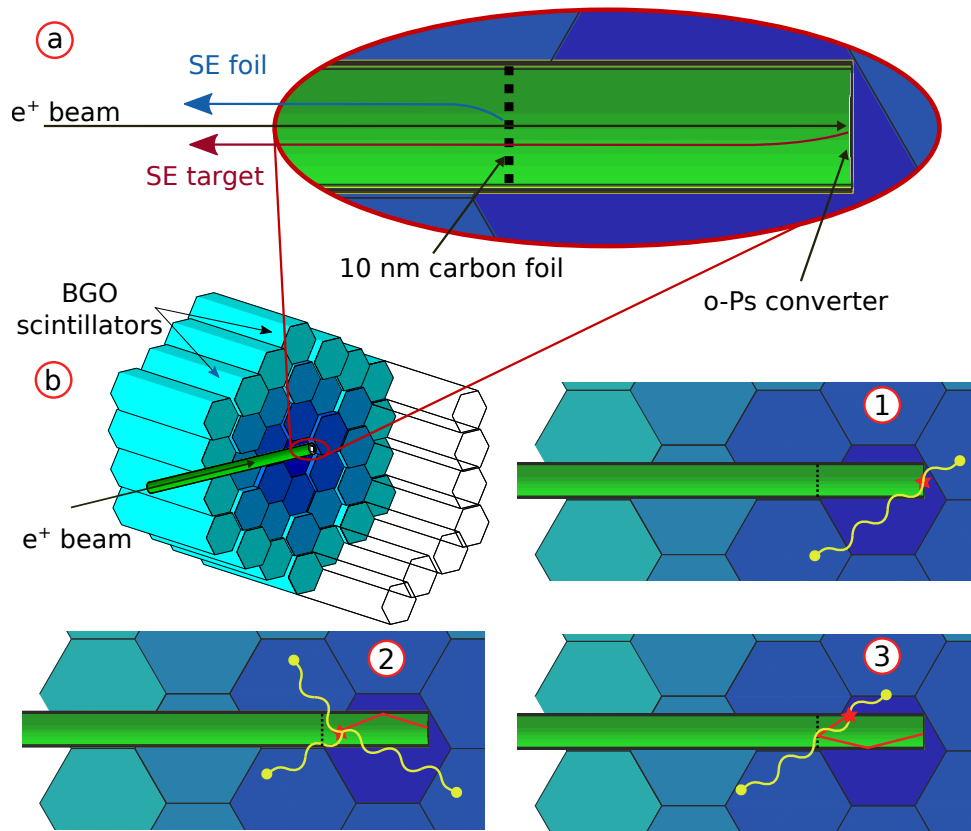 a
SE foil
e⁺ beam
SE target
10 nm carbon foil
o-Ps converter
BGO
scintillators
b
e⁺ beam
1
2
3